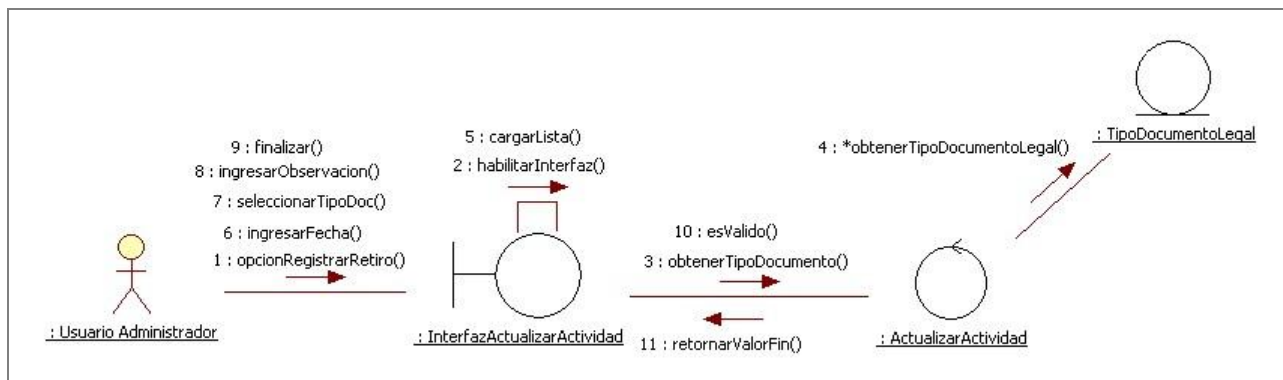 9 : finalizar()
8 : ingresarObservacion()
7 : seleccionarTipoDoc()
6 : ingresarFecha()
1 : opcionRegistrarRetiro()
: Usuario Administrador
5 : cargarLista()
2 : habilitarInterfaz()
: InterfazActualizarActividad
10 : esValido()
3 : obtenerTipoDocumento()
11 : retornarValorFin()
: ActualizarActividad
4 : *obtenerTipoDocumentoLegal()
: TipoDocumentoLegal